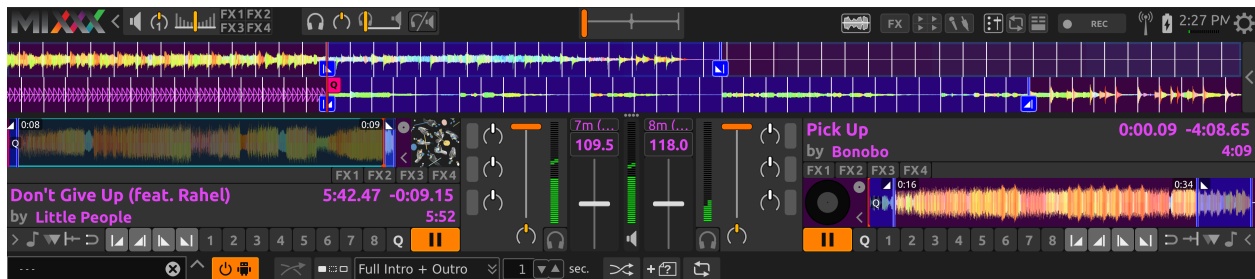 MIXXX FX1 FX2 FX REC 2:27 PM
FX3 FX4
Q
0:08 0:09 7m (... 8m (... Pick Up 0:00.09 -4:08.65
Q 109.5 118.0 by Bonobo 4:09
FX1 FX2 FX3 FX4 FX1 FX2 FX3 FX4
Don't Give Up (feat. Rahel) 5:42.47 -0:09.15 0:16 0:34
by Little People 5:52 Q
1 2 3 4 5 6 7 8 Q Q 1 2 3 4 5 6 7 8
--- Full Intro + Outro 1 sec.